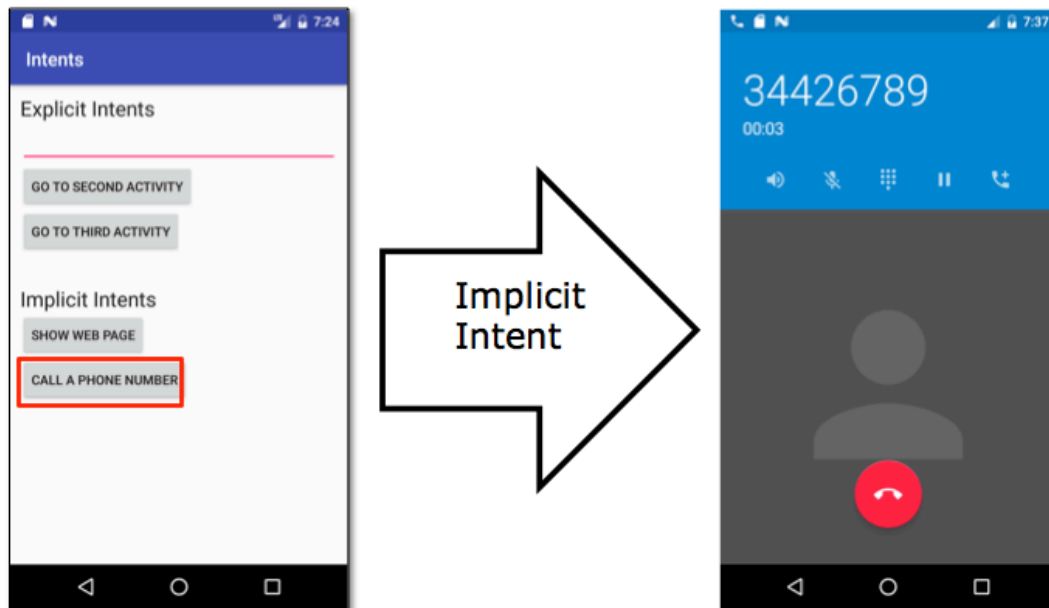 7:24
Intents
Explicit Intents
GO TO SECOND ACTIVITY
GO TO THIRD ACTIVITY
Implicit Intents
SHOW WEB PAGE
CALL A PHONE NUMBER
Implicit
Intent
7:37
34426789
00:03